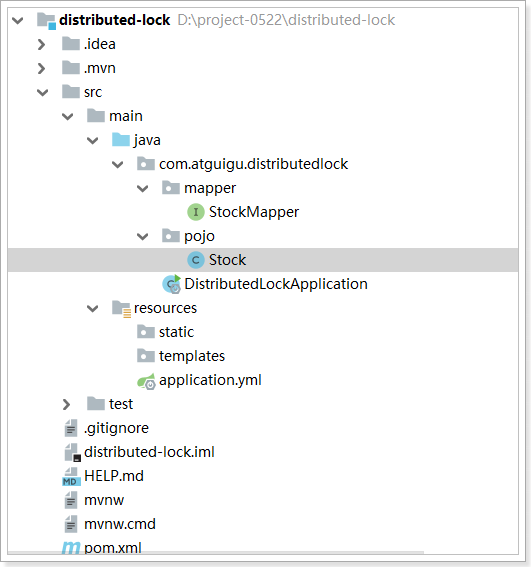 distributed-lock D:\project-0522\distributed-lock
.idea
.mvn
src
main
java
com.atguigu.distributedlock
mapper
I StockMapper
pojo
C Stock
C DistributedLockApplication
resources
static
templates
application.yml
test
.gitignore
distributed-lock.iml
MD HELP.md
mvnw
mvnw.cmd
m pom.xml